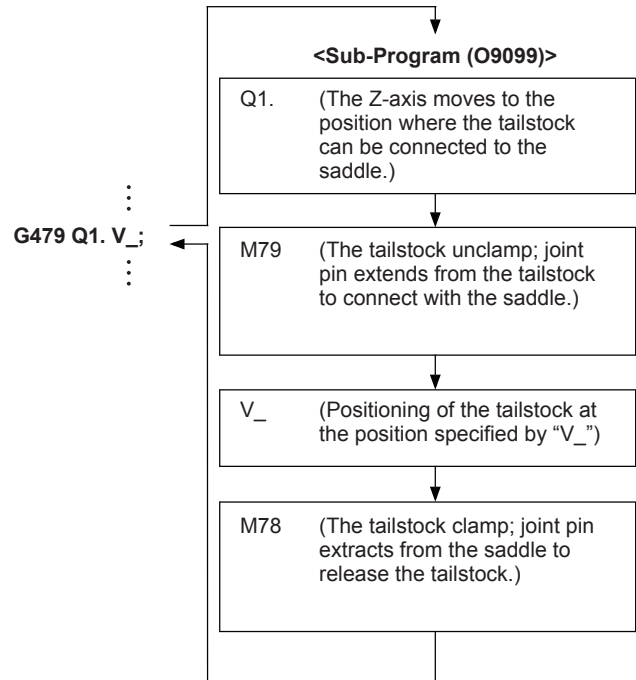 <Sub-Program (O9099)>
Q1. (The Z-axis moves to the
position where the tailstock
can be connected to the
saddle.)
G479 Q1. V_;
M79 (The tailstock unclamp; joint
pin extends from the tailstock
to connect with the saddle.)
V_ (Positioning of the tailstock at
the position specified by “V_”)
M78 (The tailstock clamp; joint pin
extracts from the saddle to
release the tailstock.)